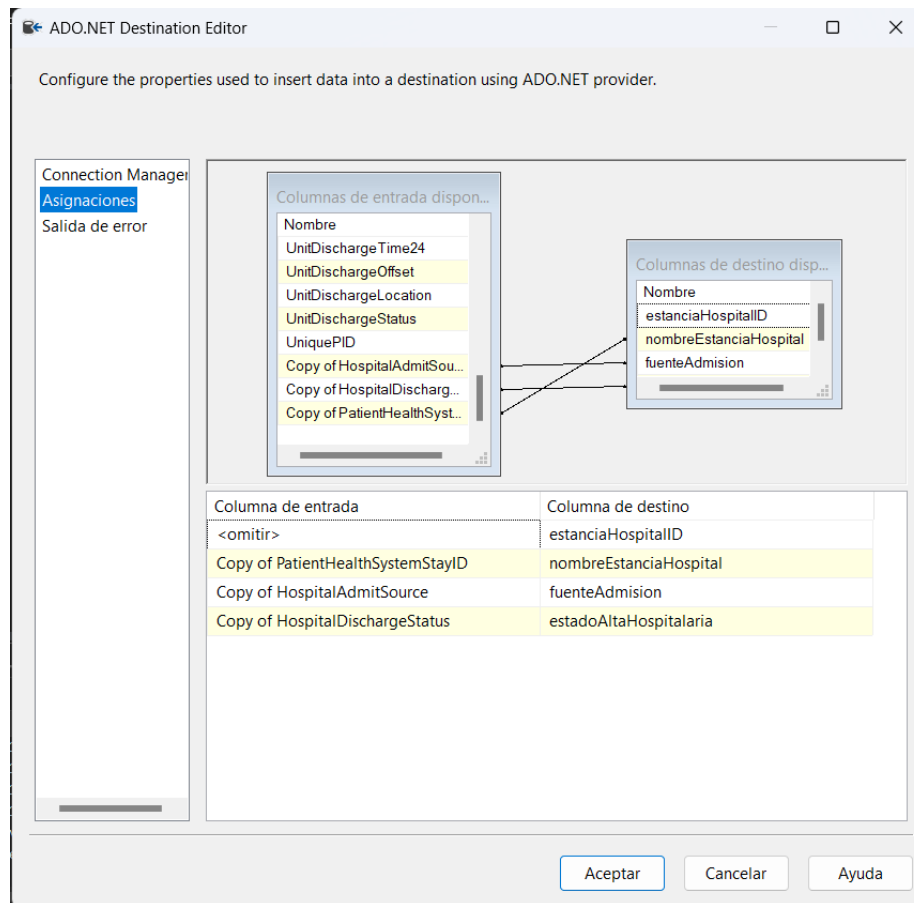 ADO.NET Destination Editor
Configure the properties used to insert data into a destination using ADO.NET provider.
Connection Manager
Asignaciones
Salida de error
Columnas de entrada dispon...
Nombre
UnitDischargeTime24
UnitDischargeOffset
UnitDischargeLocation
UnitDischargeStatus
UniquePID
Copy of HospitalAdmitSou...
Copy of HospitalDischarg...
Copy of PatientHealthSyst...
Columnas de destino disp...
Nombre
estanciaHospitalID
nombreEstanciaHospital
fuenteAdmision
Columna de entrada Columna de destino
<omitir> estanciaHospitalID
Copy of PatientHealthSystemStayID nombreEstanciaHospital
Copy of HospitalAdmitSource fuenteAdmision
Copy of HospitalDischargeStatus estadoAltaHospitalaria
Aceptar Cancelar Ayuda